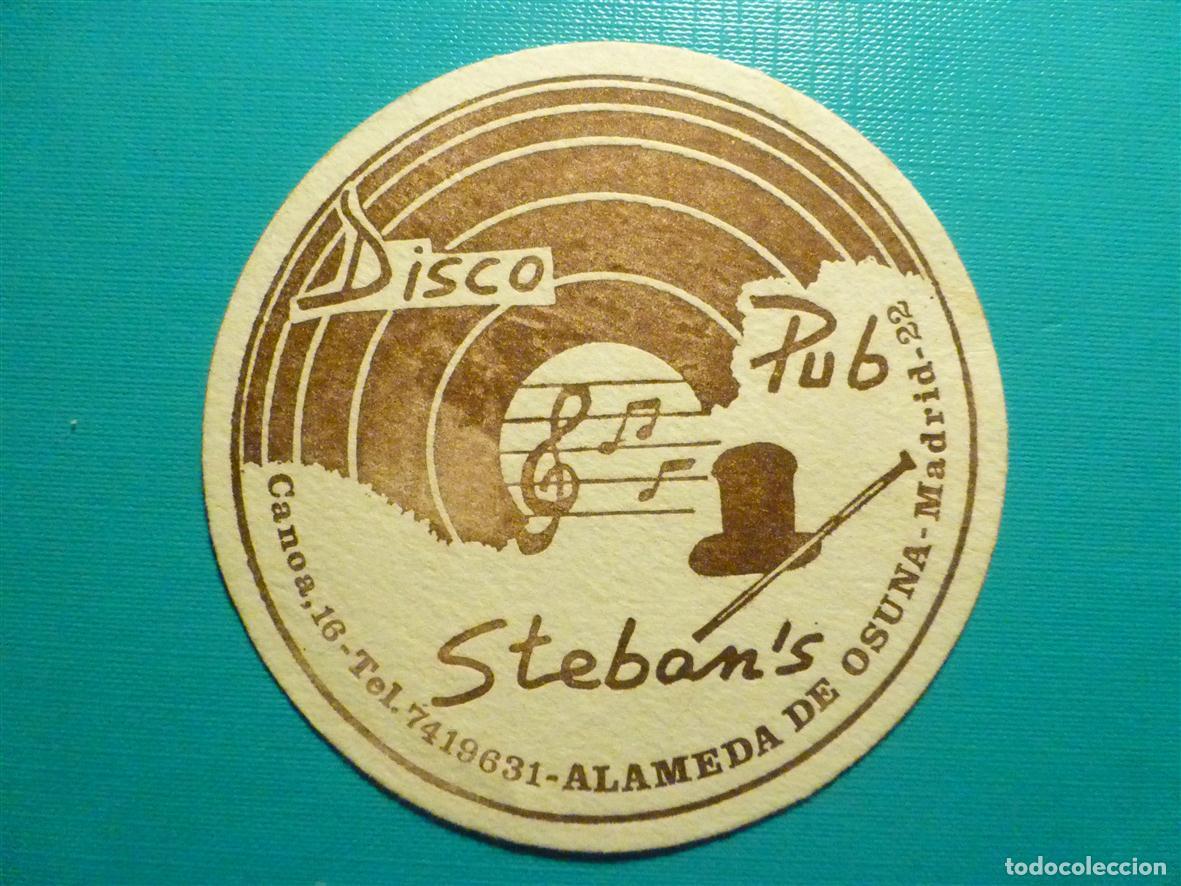 Disco
Pub
Steban's
Canoa, 16 - Tel. 7419631 - ALAMEDA DE OSUNA - Madrid - 22
todocoleccion